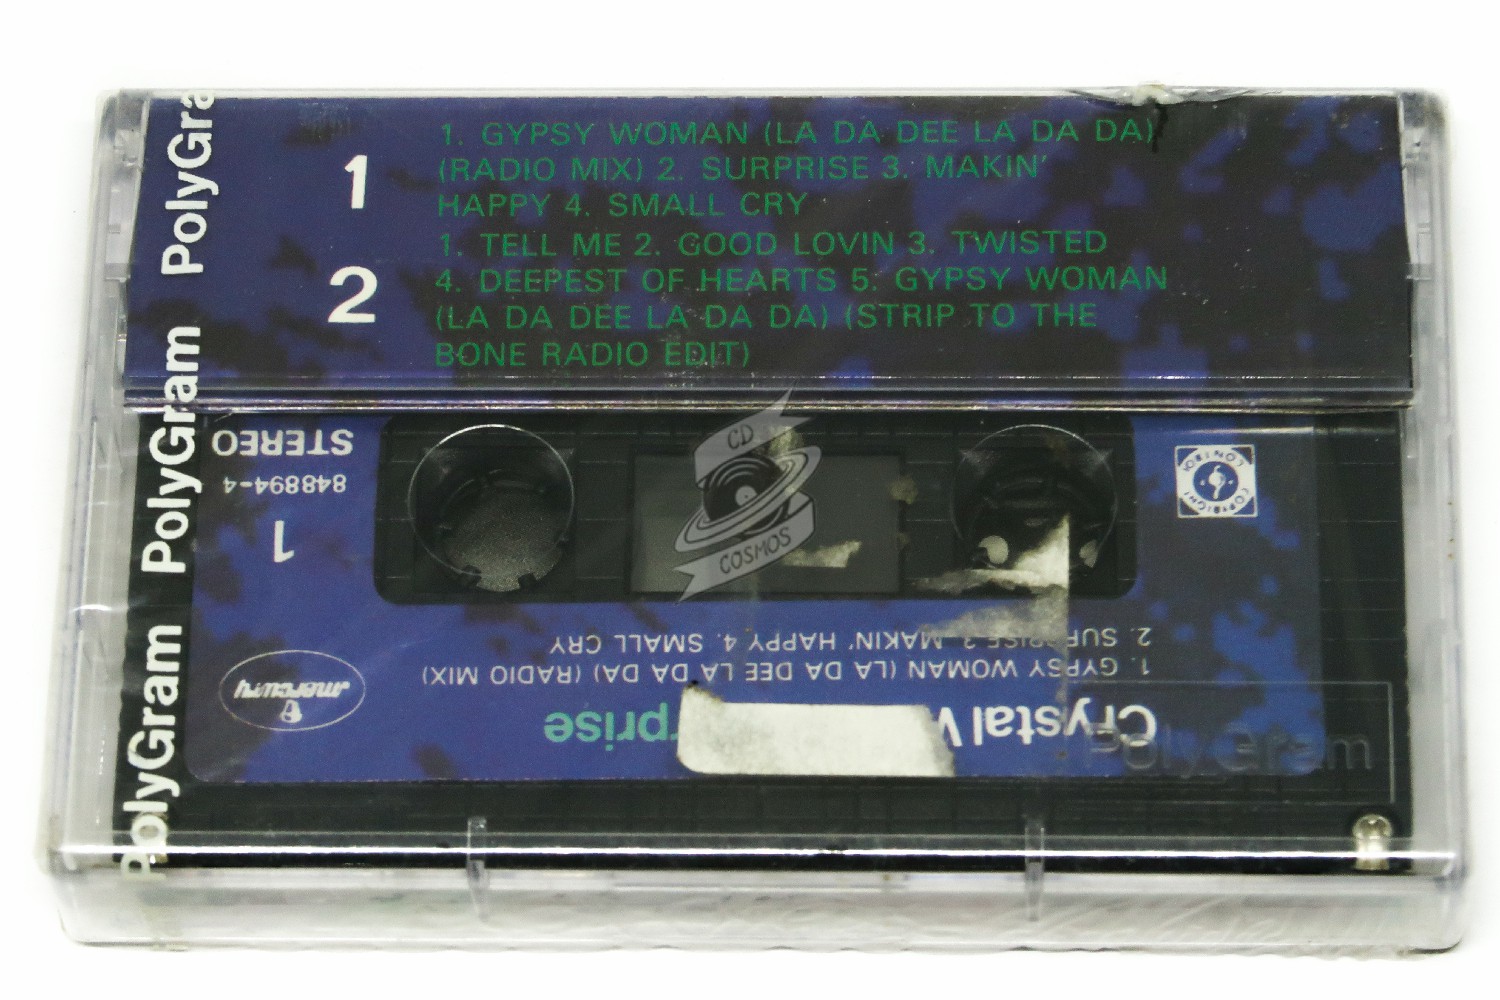 1
1. GYPSY WOMAN (LA DA DEE LA DA DA)
(RADIO MIX) 2. SURPRISE 3. MAKIN'
HAPPY 4. SMALL CRY
2
1. TELL ME 2. GOOD LOVIN 3. TWISTED
4. DEEPEST OF HEARTS 5. GYPSY WOMAN
(LA DA DEE LA DA DA) (STRIP TO THE
BONE RADIO EDIT)
PolyGram PolyGram PolyGram
STEREO
848894-4
1
COPYRIGHT CONTROL
CD
COSMOS
Crystal
1. GYPSY WOMAN (LA DA DEE LA DA DA) (RADIO MIX)
2. SURPRISE 3. MAKIN' HAPPY 4. SMALL CRY
mercury
PolyGram